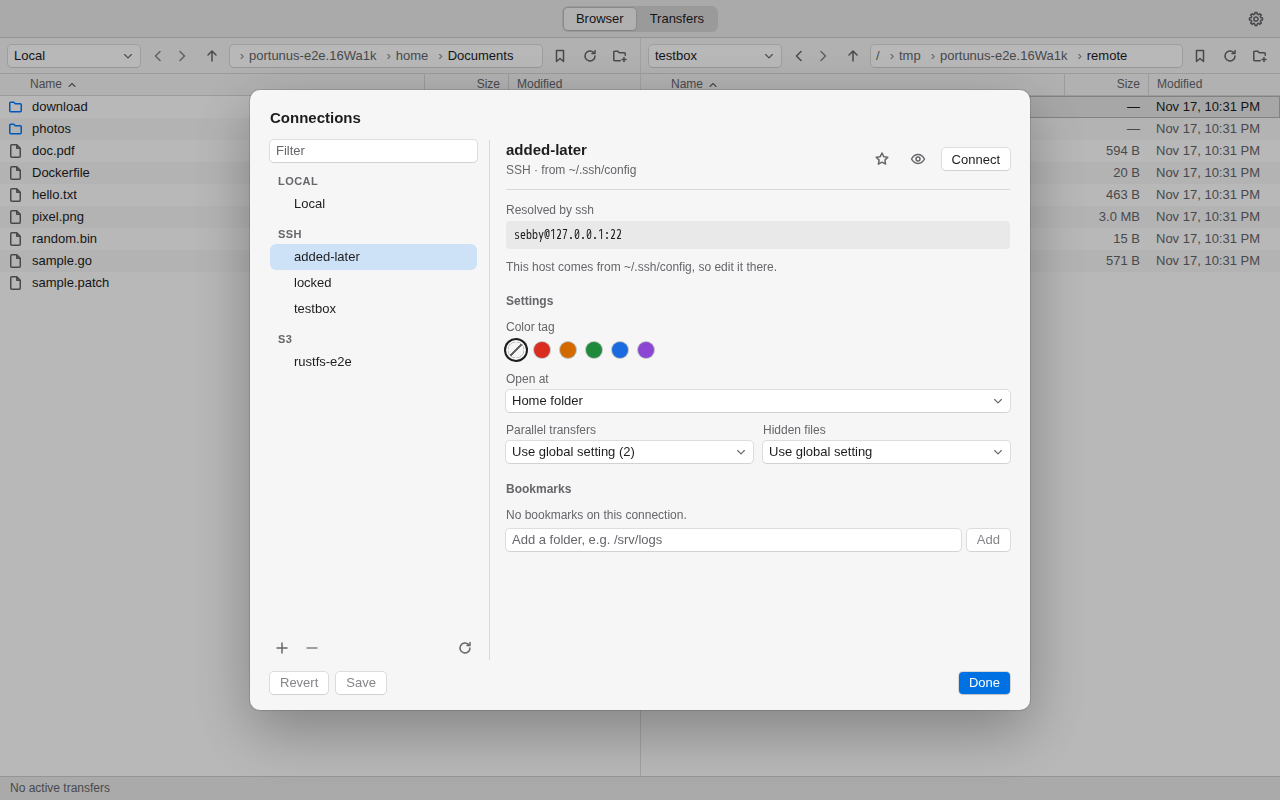 Browser Transfers
Local
› portunus-e2e.16Wa1k › home › Documents
testbox
/ › tmp › portunus-e2e.16Wa1k › remote
Name Size Modified
Name Size Modified
download
photos
doc.pdf
Dockerfile
hello.txt
pixel.png
random.bin
sample.go
sample.patch
— Nov 17, 10:31 PM
— Nov 17, 10:31 PM
594 B Nov 17, 10:31 PM
20 B Nov 17, 10:31 PM
463 B Nov 17, 10:31 PM
3.0 MB Nov 17, 10:31 PM
15 B Nov 17, 10:31 PM
571 B Nov 17, 10:31 PM
Connections
Filter
LOCAL
Local
SSH
added-later
locked
testbox
S3
rustfs-e2e
added-later
SSH · from ~/.ssh/config
Connect
Resolved by ssh
sebby@127.0.0.1:22
This host comes from ~/.ssh/config, so edit it there.
Settings
Color tag
Open at
Home folder
Parallel transfers Hidden files
Use global setting (2) Use global setting
Bookmarks
No bookmarks on this connection.
Add a folder, e.g. /srv/logs Add
Revert Save Done
No active transfers